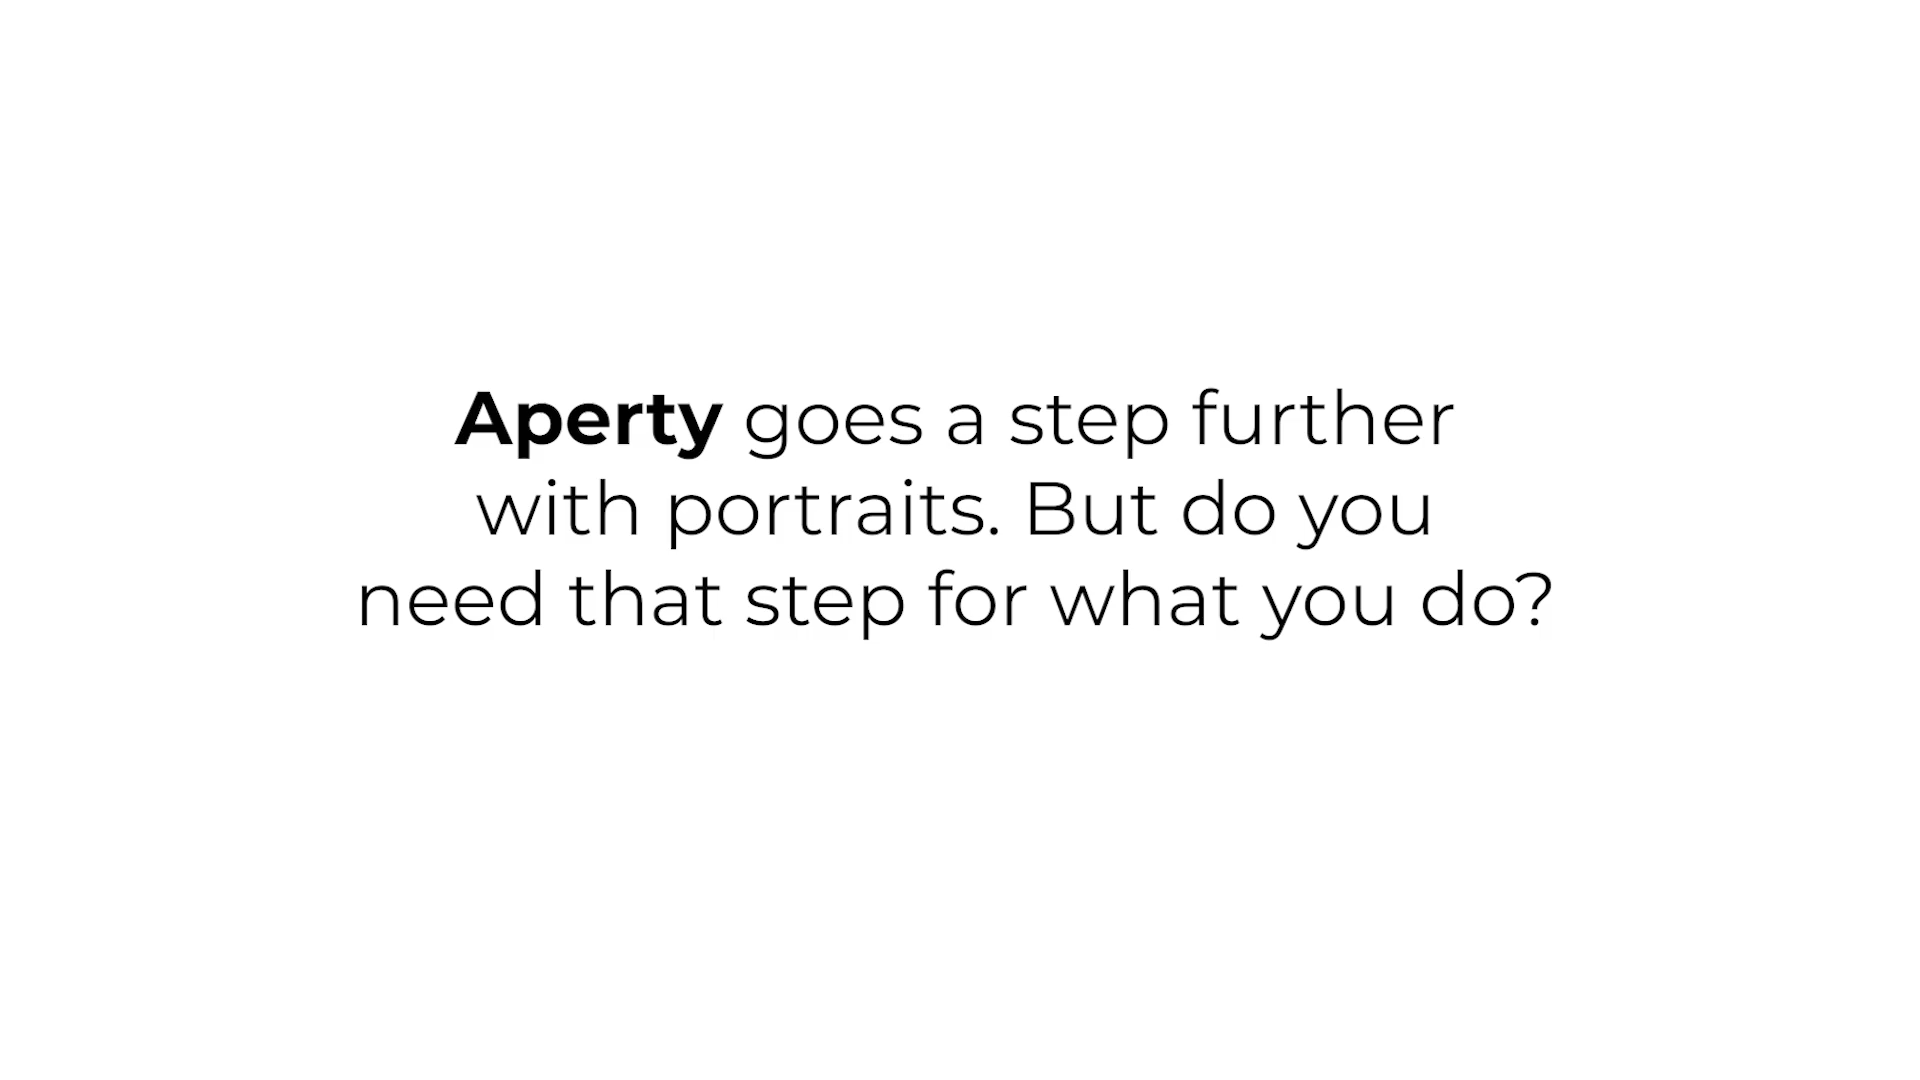 Aperty goes a step further
with portraits. But do you
need that step for what you do?